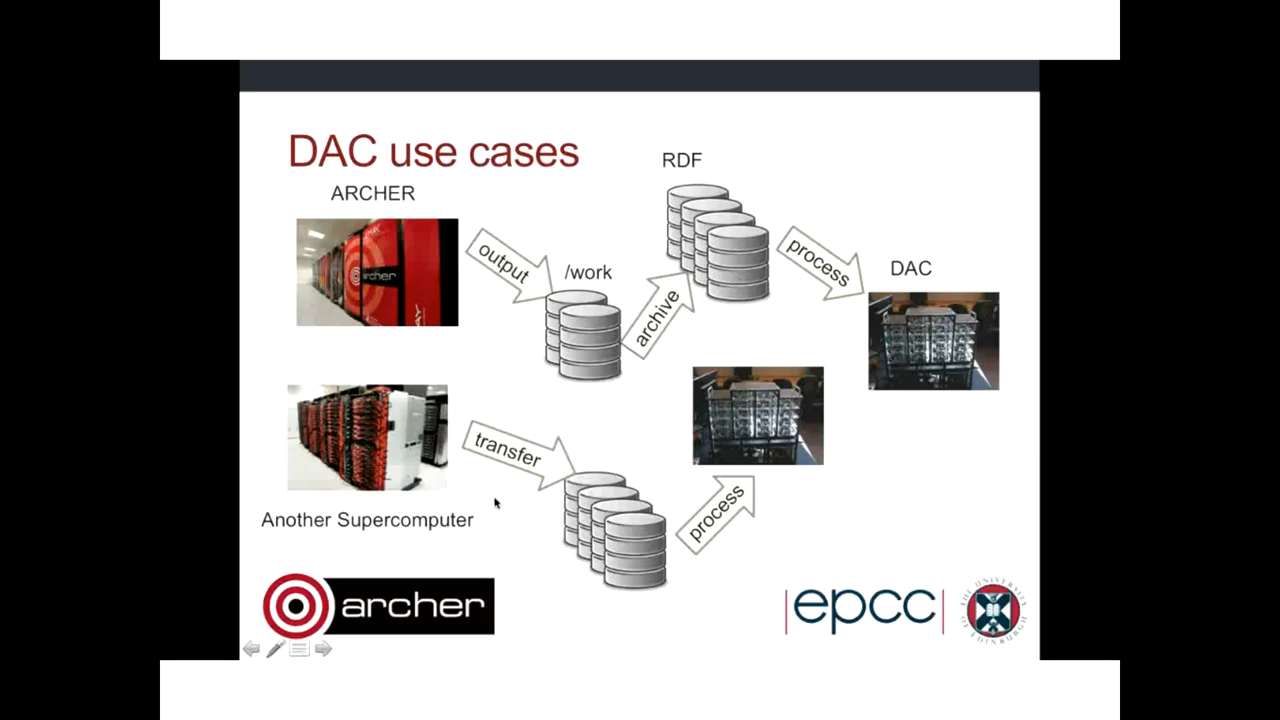 DAC use cases
ARCHER
RDF
output
/work
archive
process
DAC
archer
transfer
process
Another Supercomputer
archer
epcc
THE UNIVERSITY
OF EDINBURGH